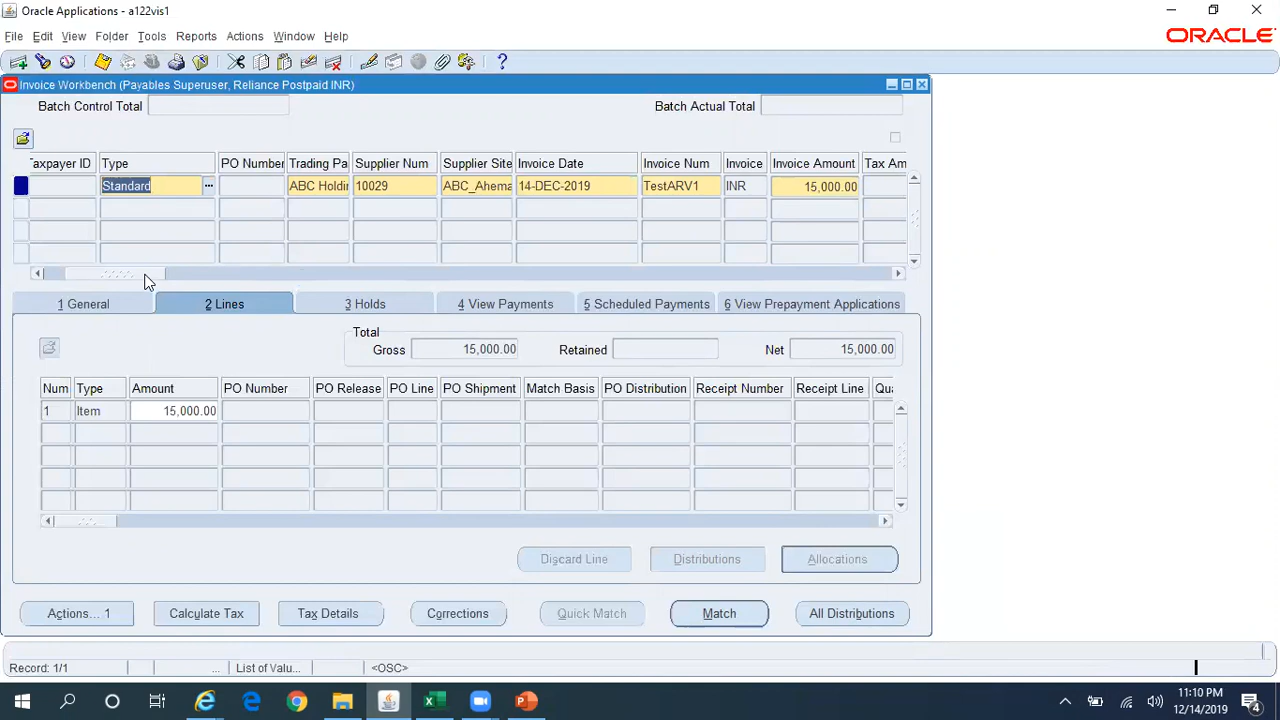 Oracle Applications - a122vis1
File Edit View Folder Tools Reports Actions Window Help
ORACLE
Invoice Workbench (Payables Superuser, Reliance Postpaid INR)
Batch Control Total Batch Actual Total
Taxpayer ID Type PO Number Trading Pa Supplier Num Supplier Site Invoice Date Invoice Num Invoice Invoice Amount Tax Am
Standard ... ABC Holdin 10029 ABC_Ahema 14-DEC-2019 TestARV1 INR 15,000.00
1 General 2 Lines 3 Holds 4 View Payments 5 Scheduled Payments 6 View Prepayment Applications
Total
Gross 15,000.00 Retained Net 15,000.00
Num Type Amount PO Number PO Release PO Line PO Shipment Match Basis PO Distribution Receipt Number Receipt Line Qua
1 Item 15,000.00
Discard Line Distributions Allocations
Actions... 1 Calculate Tax Tax Details Corrections Quick Match Match All Distributions
Record: 1/1 ... List of Valu... <OSC>
11:10 PM
12/14/2019
4